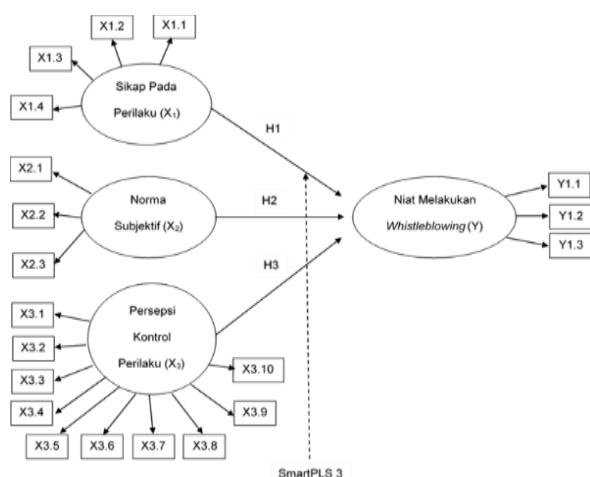 X1.1
X1.2
X1.3
X1.4
Sikap Pada
Perilaku (X₁)
H1
X2.1
X2.2
X2.3
Norma
Subjektif (X₂)
H2
Niat Melakukan
Whistleblowing (Y)
Y1.1
Y1.2
Y1.3
H3
Persepsi
Kontrol
Perilaku (X₃)
X3.1
X3.2
X3.3
X3.4
X3.5
X3.6
X3.7
X3.8
X3.9
X3.10
SmartPLS 3